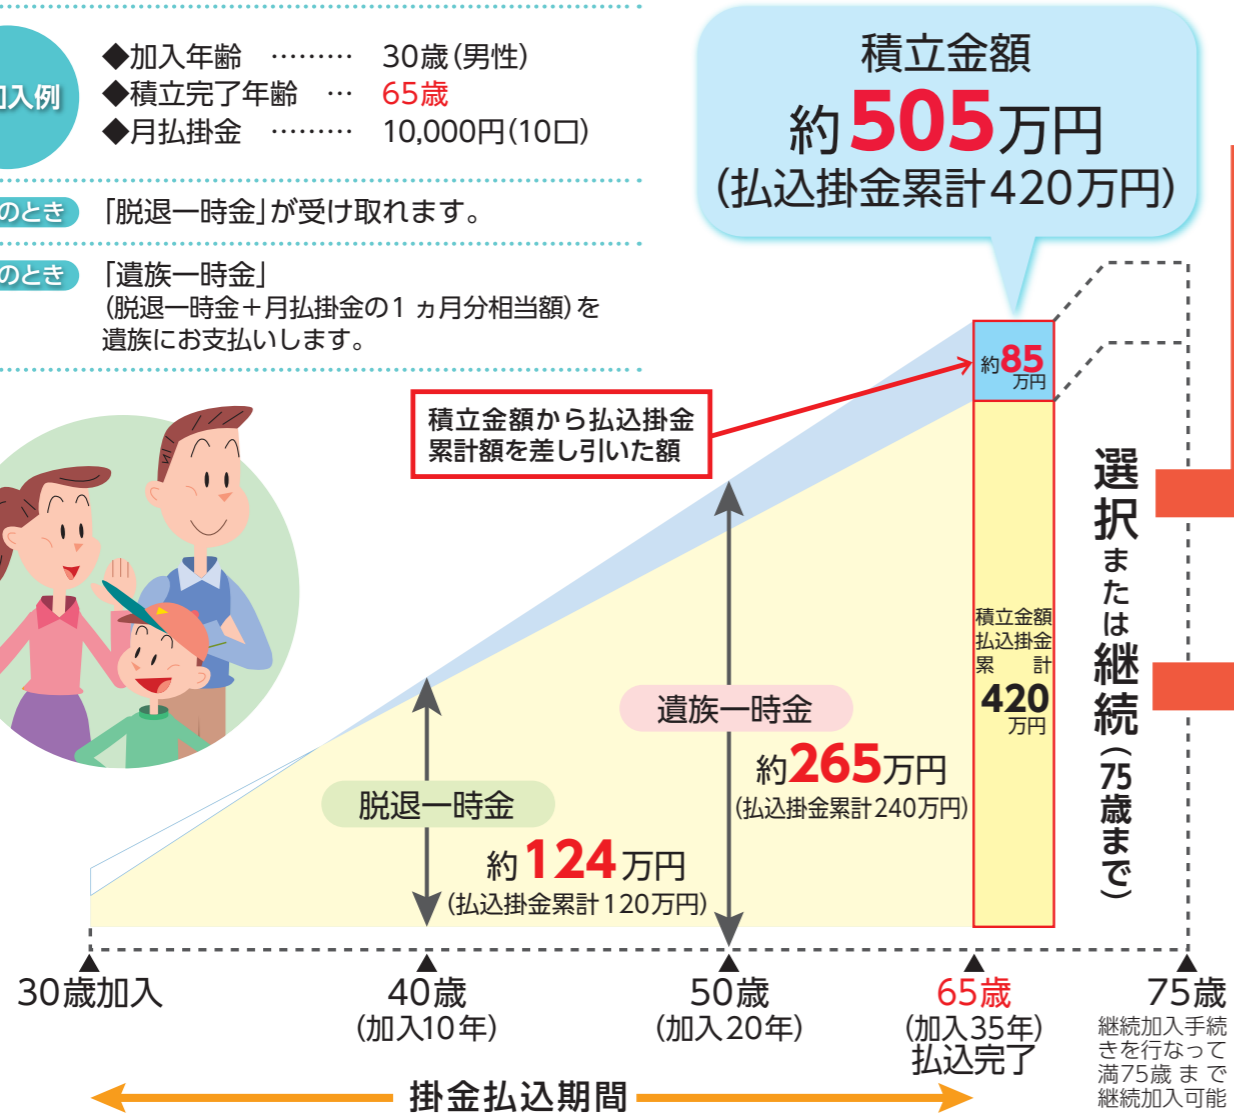 入例
◆加入年齢 ……… 30歳(男性)
◆積立完了年齢 … 65歳
◆月払掛金 ……… 10,000円(10口)
のとき 「脱退一時金」が受け取れます。
のとき 「遺族一時金」
(脱退一時金+月払掛金の1ヵ月分相当額)を
遺族にお支払いします。
積立金額
約505万円
(払込掛金累計420万円)
約85
万円
積立金額から払込掛金
累計額を差し引いた額
選択または継続(75歳まで)
積立金額
払込掛金
累計
420
万円
遺族一時金
約265万円
(払込掛金累計240万円)
脱退一時金
約124万円
(払込掛金累計120万円)
30歳加入
40歳
(加入10年)
50歳
(加入20年)
65歳
(加入35年)
払込完了
75歳
継続加入手続
きを行なって
満75歳まで
継続加入可能
掛金払込期間